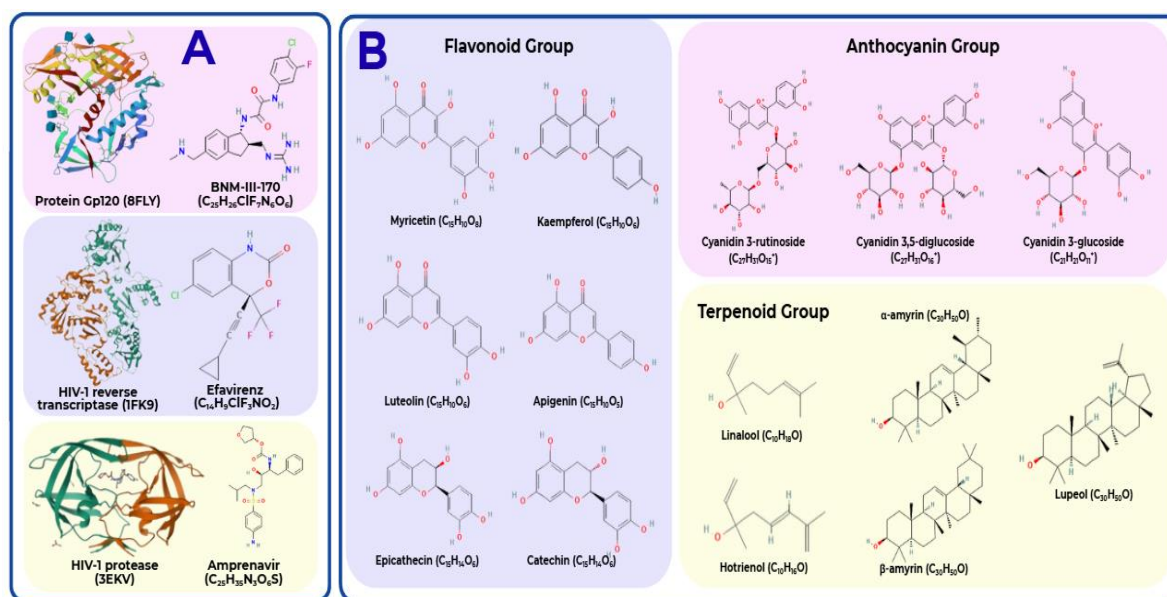 A
Protein Gp120 (8FLY)
BNM-III-170
(C₂₅H₂₆ClF₇N₆O₆)
HIV-1 reverse
transcriptase (1FK9)
Efavirenz
(C₁₄H₉ClF₃NO₂)
HIV-1 protease
(3EKV)
Amprenavir
(C₂₅H₃₅N₃O₆S)
B
Flavonoid Group
Myricetin (C₁₅H₁₀O₈)
Kaempferol (C₁₅H₁₀O₆)
Luteolin (C₁₅H₁₀O₆)
Apigenin (C₁₅H₁₀O₅)
Epicathecin (C₁₅H₁₄O₆)
Catechin (C₁₅H₁₄O₆)
Anthocyanin Group
Cyanidin 3-rutinoside
(C₂₇H₃₁O₁₅⁺)
Cyanidin 3,5-diglucoside
(C₂₇H₃₁O₁₆⁺)
Cyanidin 3-glucoside
(C₂₁H₂₁O₁₁⁺)
Terpenoid Group
Linalool (C₁₀H₁₈O)
α-amyrin (C₃₀H₅₀O)
Lupeol (C₃₀H₅₀O)
Hotrienol (C₁₀H₁₆O)
β-amyrin (C₃₀H₅₀O)